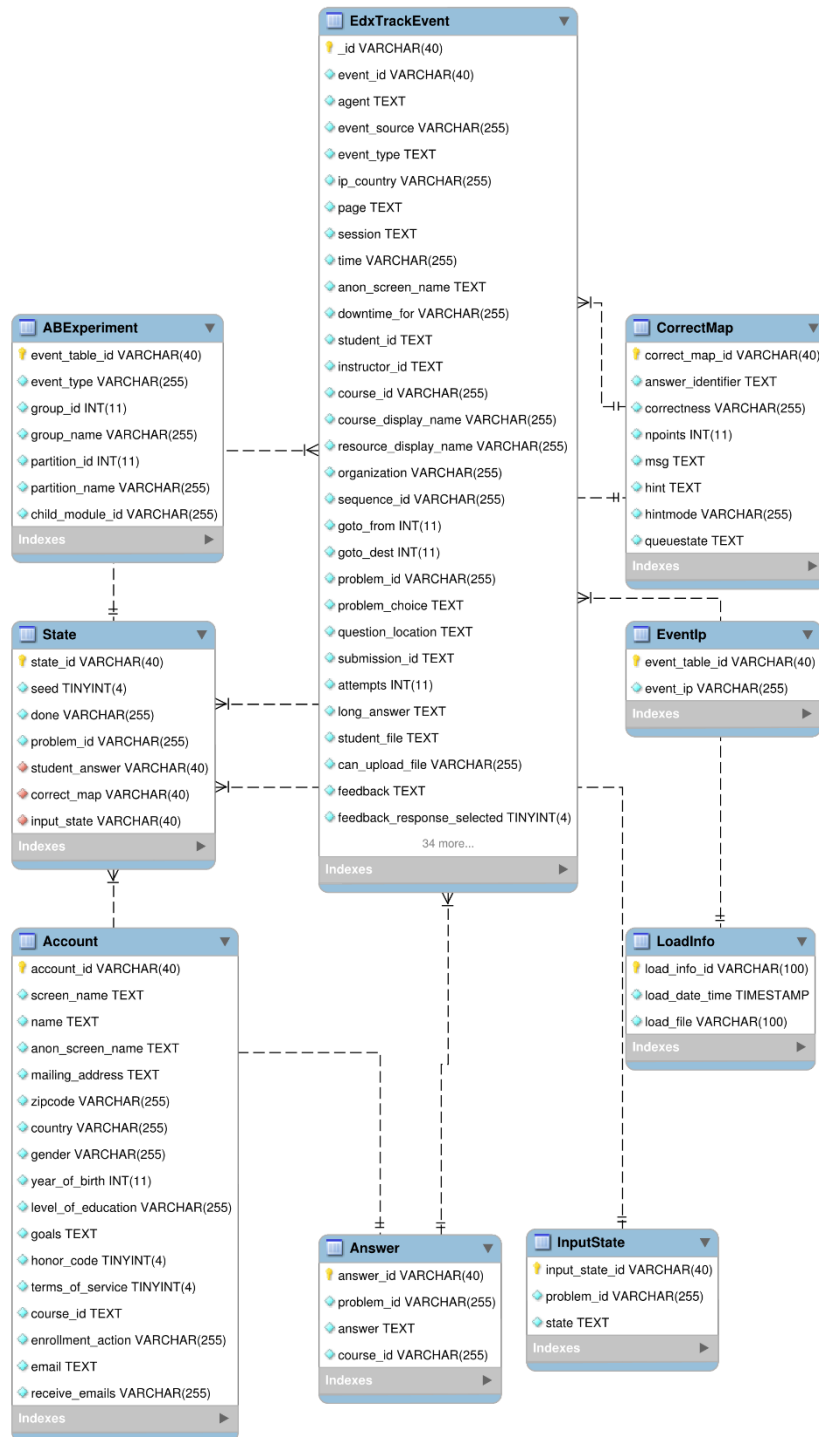 EdxTrackEvent
_id VARCHAR(40)
event_id VARCHAR(40)
agent TEXT
event_source VARCHAR(255)
event_type TEXT
ip_country VARCHAR(255)
page TEXT
session TEXT
time VARCHAR(255)
anon_screen_name TEXT
downtime_for VARCHAR(255)
student_id TEXT
instructor_id TEXT
course_id VARCHAR(255)
course_display_name VARCHAR(255)
resource_display_name VARCHAR(255)
organization VARCHAR(255)
sequence_id VARCHAR(255)
goto_from INT(11)
goto_dest INT(11)
problem_id VARCHAR(255)
problem_choice TEXT
question_location TEXT
submission_id TEXT
attempts INT(11)
long_answer TEXT
student_file TEXT
can_upload_file VARCHAR(255)
feedback TEXT
feedback_response_selected TINYINT(4)
34 more...
Indexes
ABExperiment
event_table_id VARCHAR(40)
event_type VARCHAR(255)
group_id INT(11)
group_name VARCHAR(255)
partition_id INT(11)
partition_name VARCHAR(255)
child_module_id VARCHAR(255)
Indexes
CorrectMap
correct_map_id VARCHAR(40)
answer_identifier TEXT
correctness VARCHAR(255)
npoints INT(11)
msg TEXT
hint TEXT
hintmode VARCHAR(255)
queuestate TEXT
Indexes
State
state_id VARCHAR(40)
seed TINYINT(4)
done VARCHAR(255)
problem_id VARCHAR(255)
student_answer VARCHAR(40)
correct_map VARCHAR(40)
input_state VARCHAR(40)
Indexes
EventIp
event_table_id VARCHAR(40)
event_ip VARCHAR(255)
Indexes
Account
account_id VARCHAR(40)
screen_name TEXT
name TEXT
anon_screen_name TEXT
mailing_address TEXT
zipcode VARCHAR(255)
country VARCHAR(255)
gender VARCHAR(255)
year_of_birth INT(11)
level_of_education VARCHAR(255)
goals TEXT
honor_code TINYINT(4)
terms_of_service TINYINT(4)
course_id TEXT
enrollment_action VARCHAR(255)
email TEXT
receive_emails VARCHAR(255)
Indexes
LoadInfo
load_info_id VARCHAR(100)
load_date_time TIMESTAMP
load_file VARCHAR(100)
Indexes
Answer
answer_id VARCHAR(40)
problem_id VARCHAR(255)
answer TEXT
course_id VARCHAR(255)
Indexes
InputState
input_state_id VARCHAR(40)
problem_id VARCHAR(255)
state TEXT
Indexes